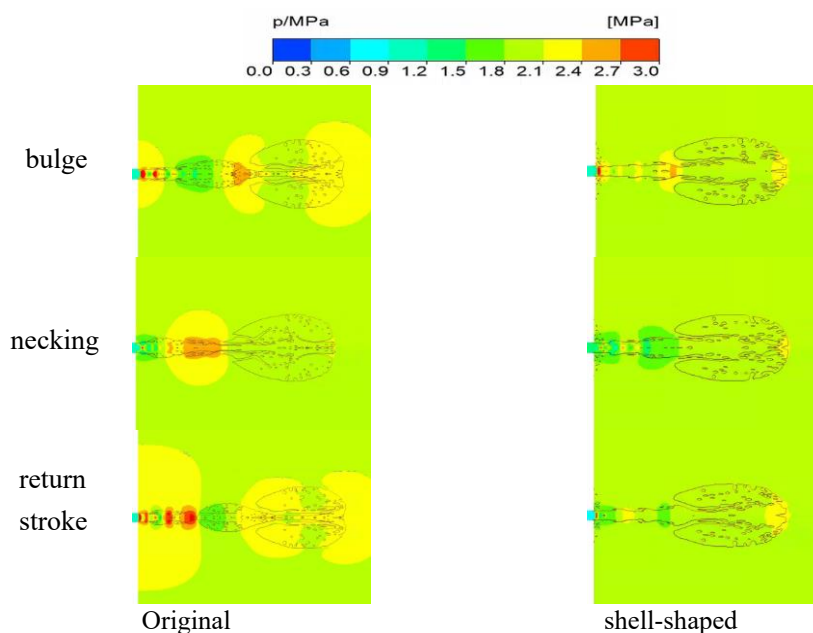 p/MPa [MPa]
0.0 0.3 0.6 0.9 1.2 1.5 1.8 2.1 2.4 2.7 3.0
bulge
necking
return
stroke
Original shell-shaped